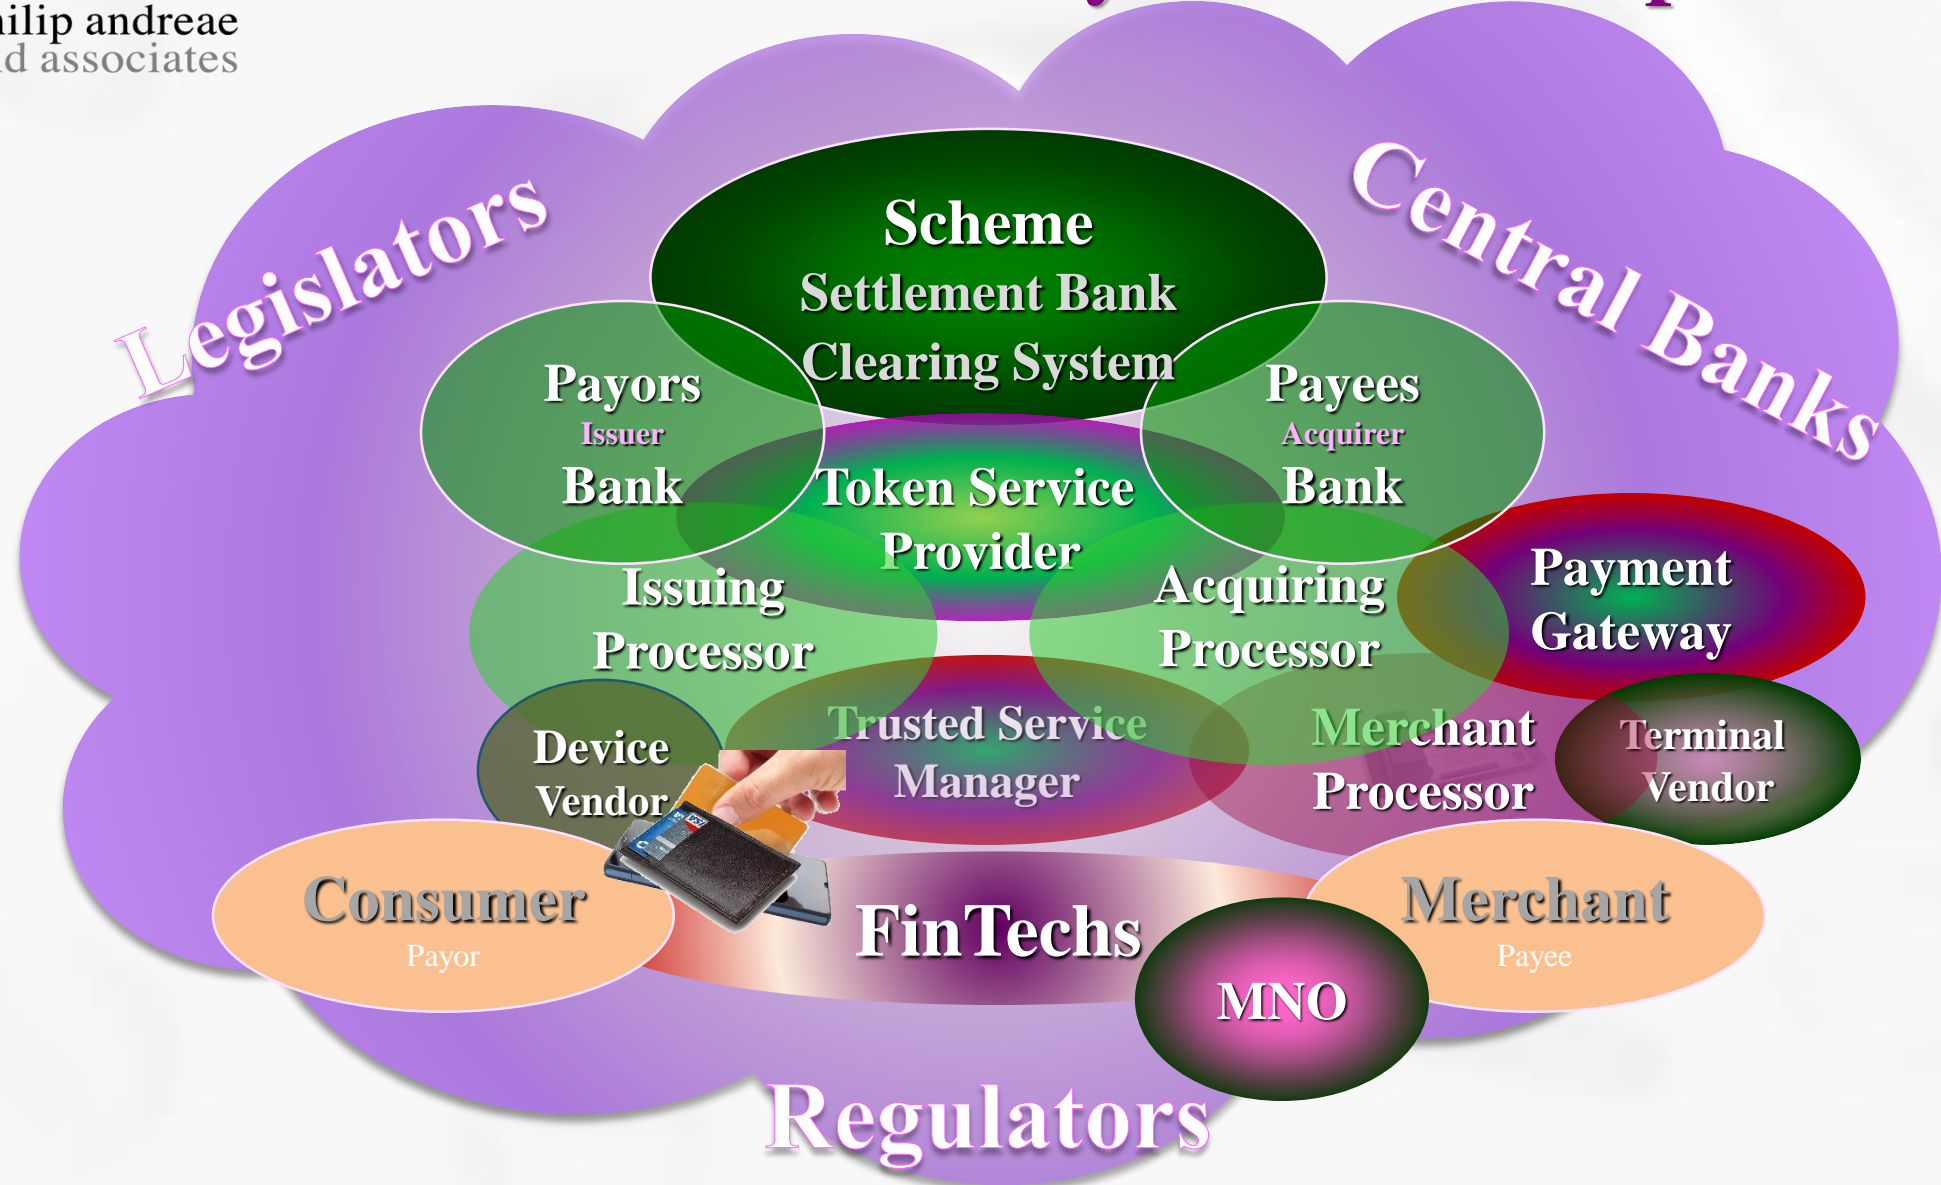 andreae
associates
Legislators
Central Banks
Scheme
Settlement Bank
Clearing System
Payors
Issuer
Bank
Payees
Acquirer
Bank
Token Service
Provider
Issuing
Processor
Acquiring
Processor
Payment
Gateway
Device
Vendor
Trusted Service
Manager
Merchant
Processor
Terminal
Vendor
Consumer
Payor
FinTechs
Merchant
Payee
MNO
Regulators